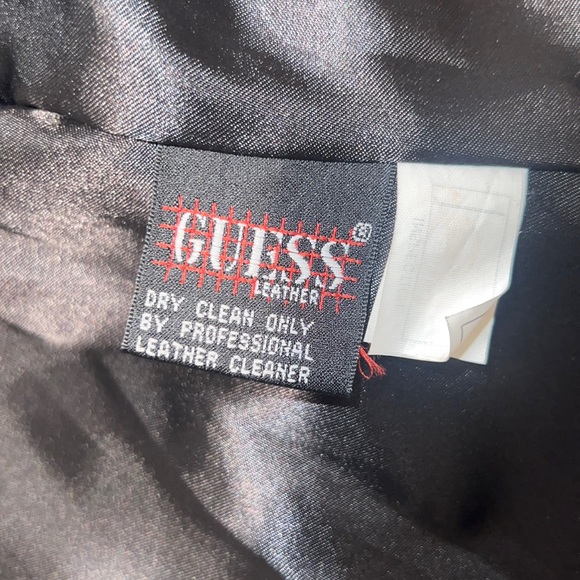 GUESS®
LEATHER
DRY CLEAN ONLY
BY PROFESSIONAL
LEATHER CLEANER